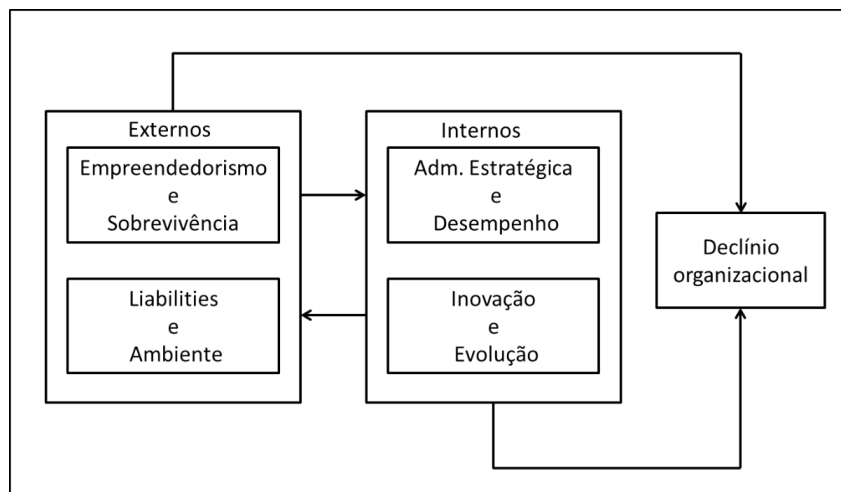 Externos
Empreendedorismo
e
Sobrevivência
Liabilities
e
Ambiente
Internos
Adm. Estratégica
e
Desempenho
Inovação
e
Evolução
Declínio
organizacional